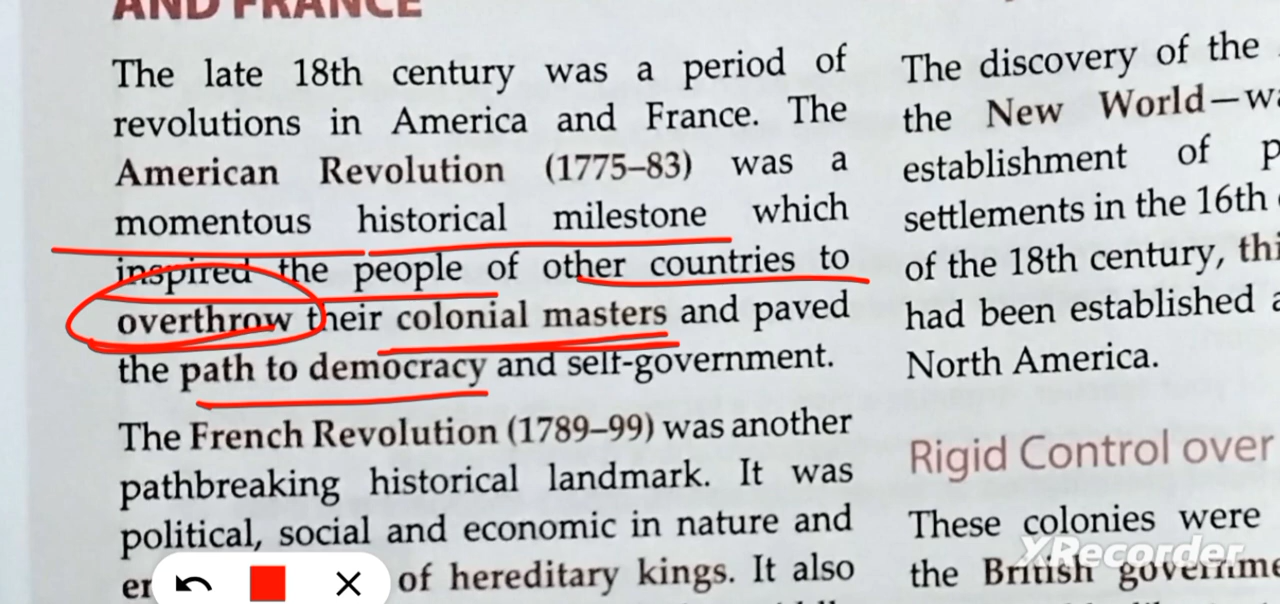 AND FRANCE
The late 18th century was a period of
revolutions in America and France. The
American Revolution (1775–83) was a
momentous historical milestone which
inspired the people of other countries to
overthrow their colonial masters and paved
the path to democracy and self-government.
The French Revolution (1789–99) was another
pathbreaking historical landmark. It was
political, social and economic in nature and
of hereditary kings. It also
The discovery of the
the New World—wa
establishment of p
settlements in the 16th
of the 18th century, thi
had been established a
North America.
Rigid Control over
These colonies were
the British governme
XRecorder